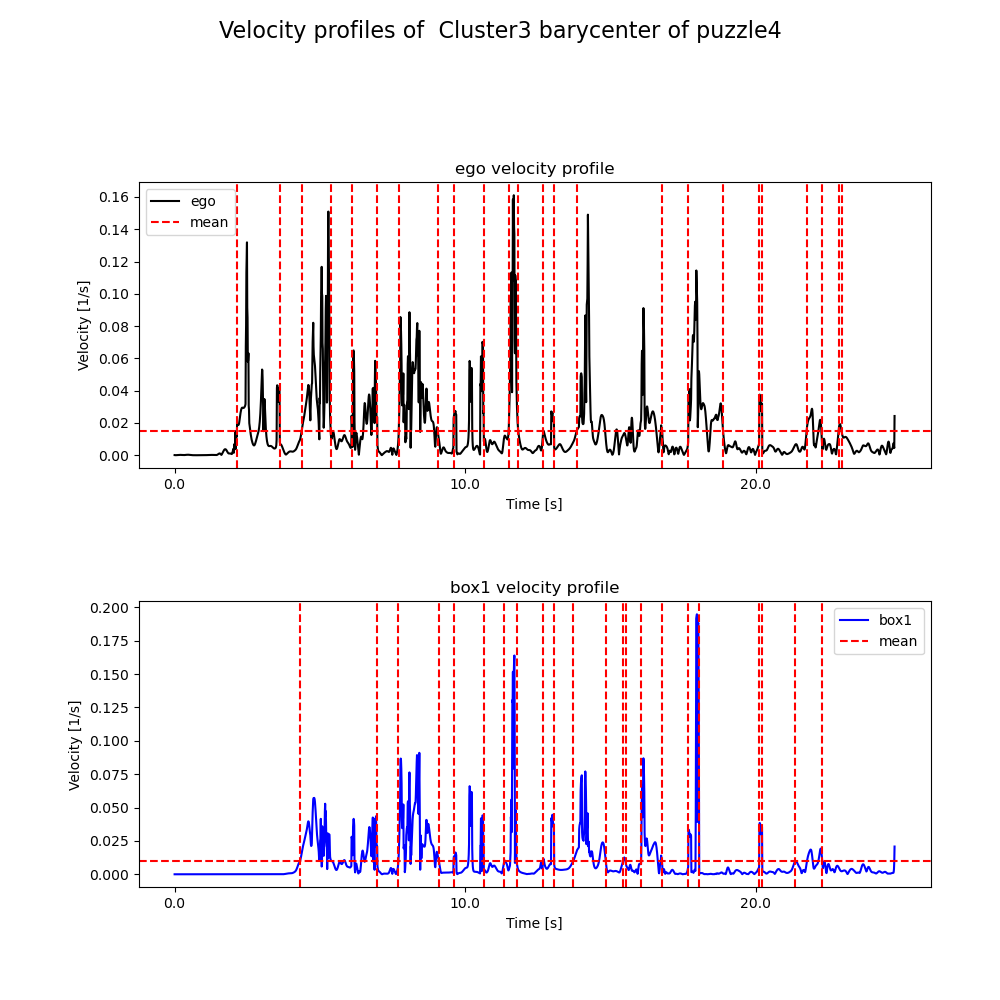 Velocity profiles of  Cluster3 barycenter of puzzle4
ego velocity profile
ego
mean
0.16
0.14
0.12
0.10
0.08
0.06
0.04
0.02
0.00
Velocity [1/s]
0.0 10.0 20.0
Time [s]
box1 velocity profile
box1
mean
0.200
0.175
0.150
0.125
0.100
0.075
0.050
0.025
0.000
Velocity [1/s]
0.0 10.0 20.0
Time [s]